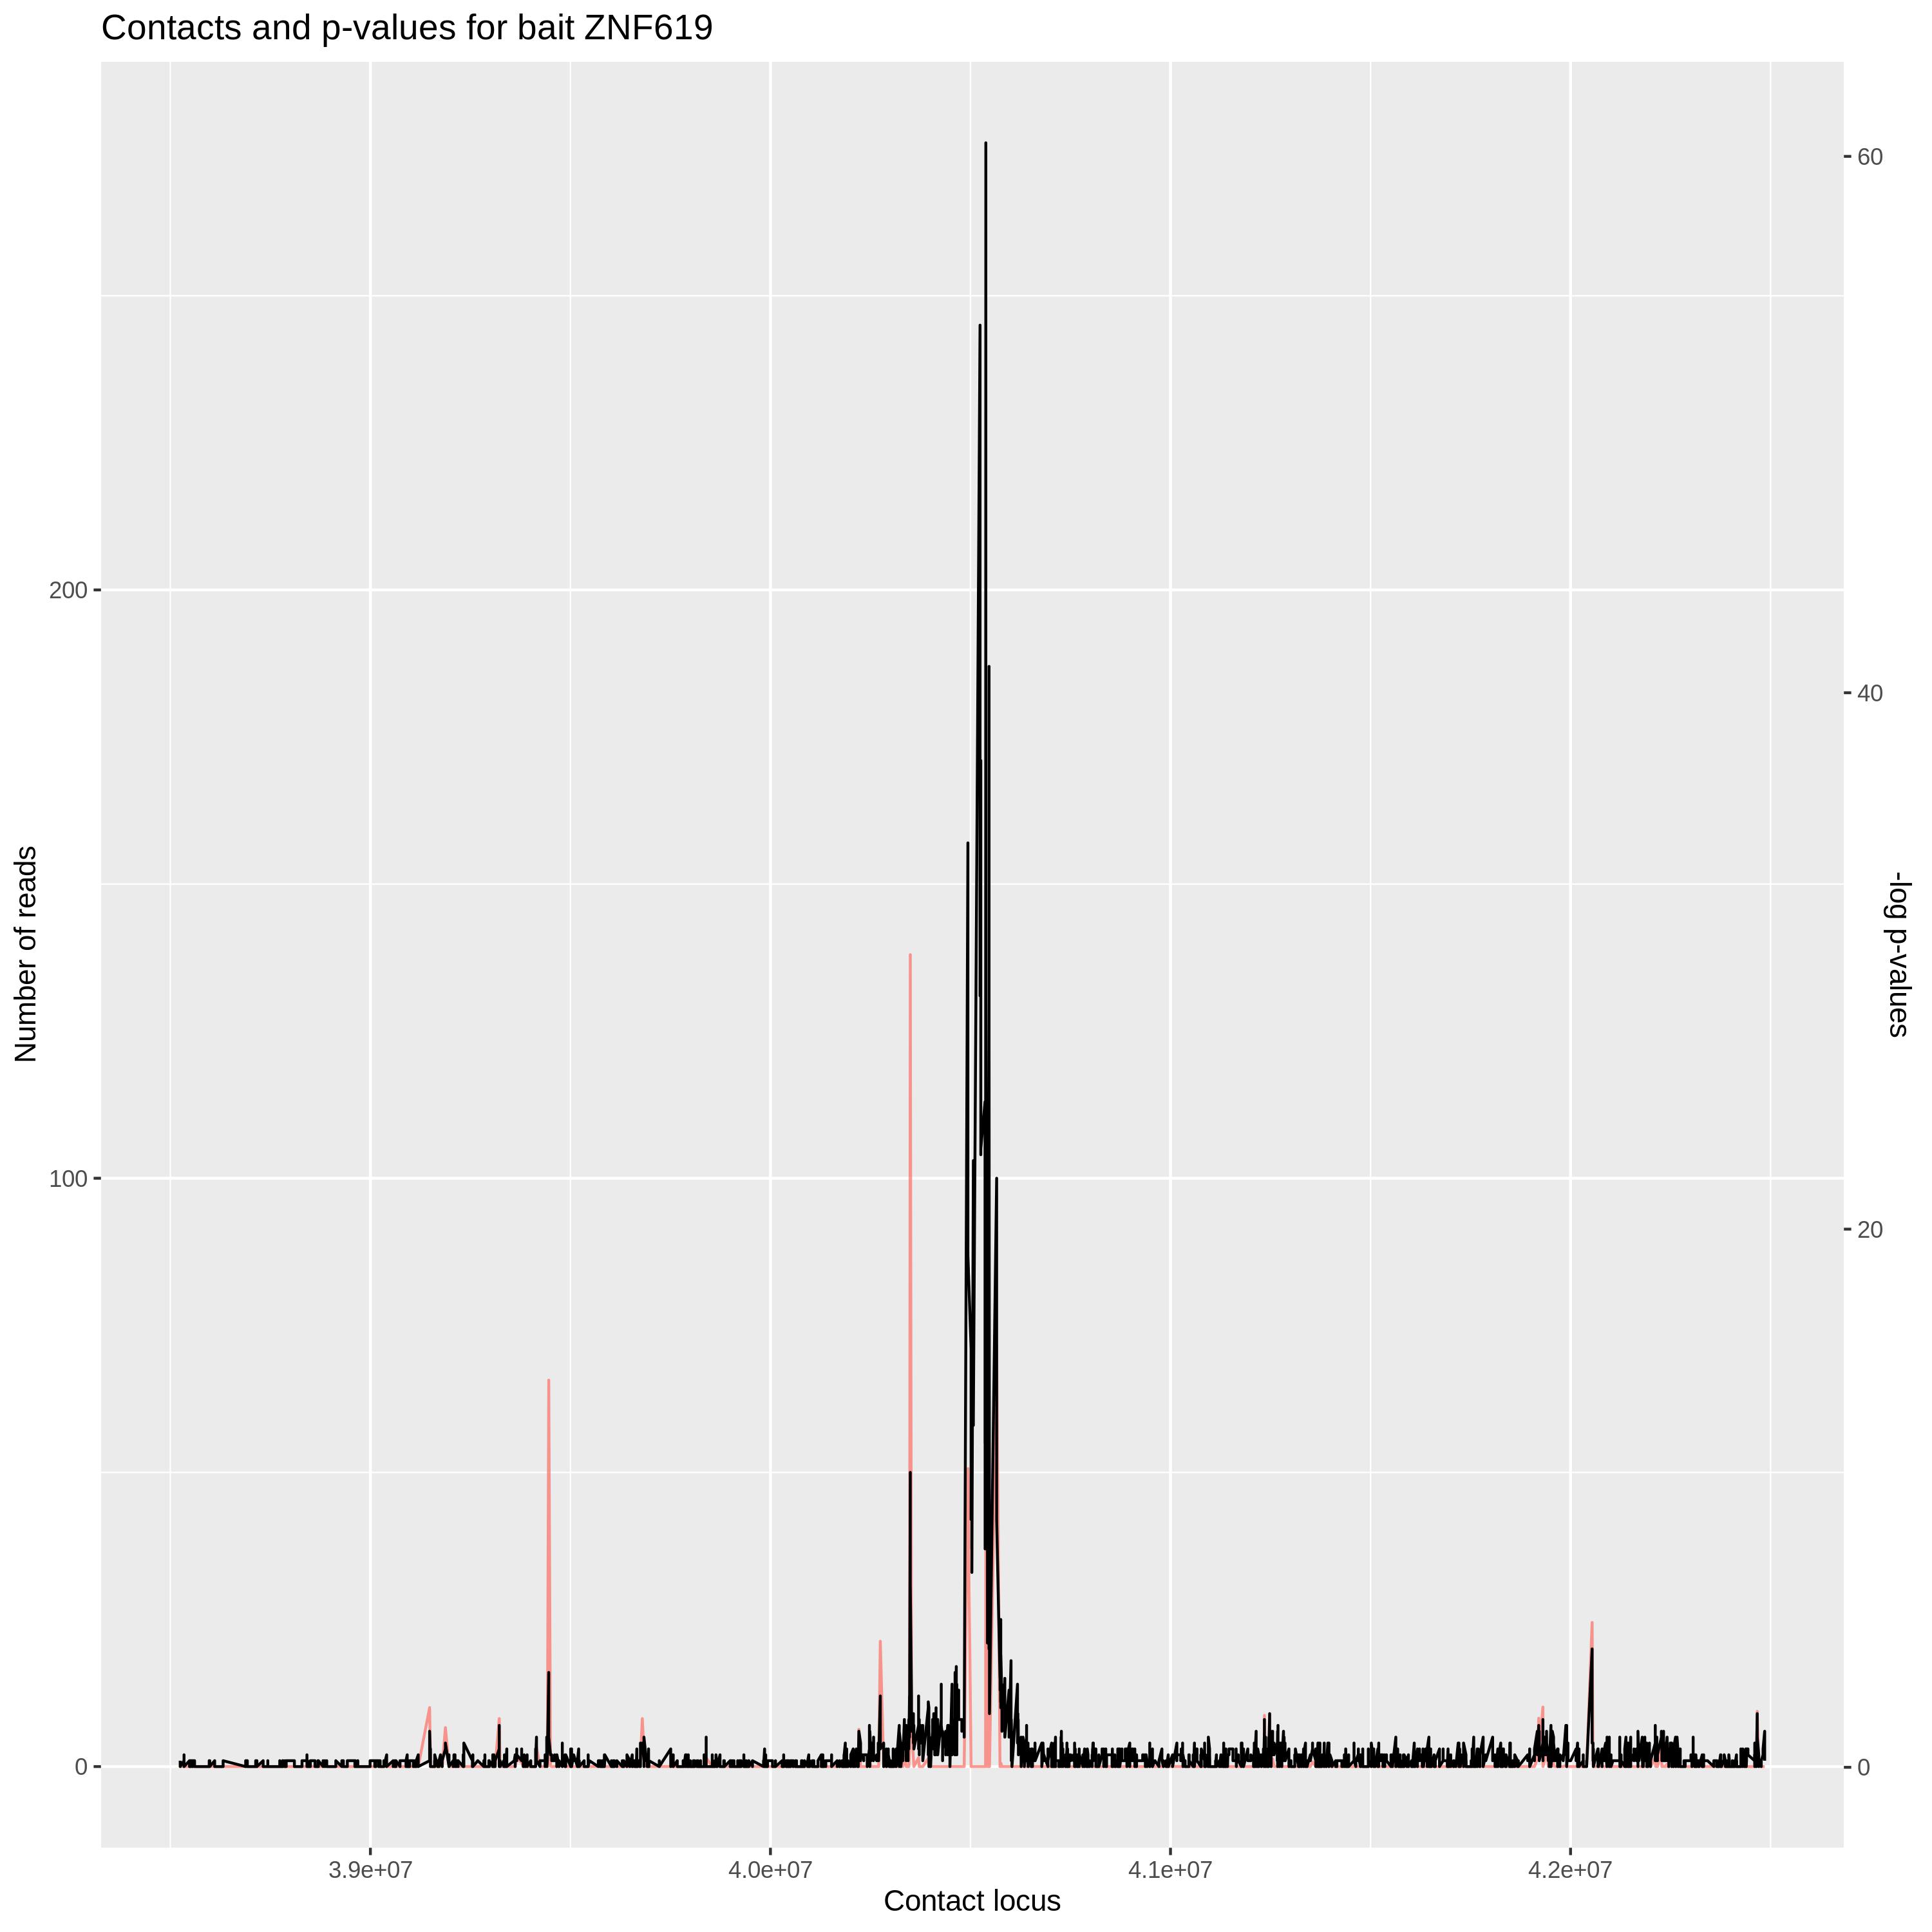 Contacts and p-values for bait ZNF619
60
200
40
Number of reads
-log p-values
100
20
0
0
3.9e+07
4.0e+07
4.1e+07
4.2e+07
Contact locus